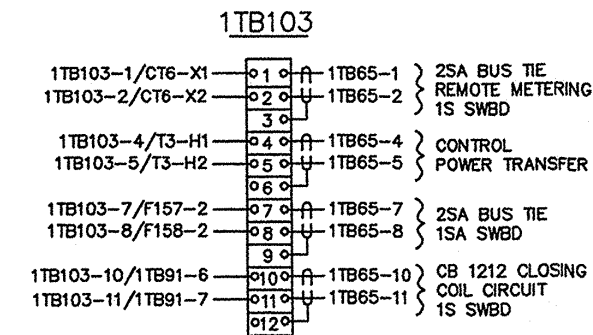 1TB103
1TB103-1/CT6-X1 1 1TB65-1 2SA BUS TIE
1TB103-2/CT6-X2 2 1TB65-2 REMOTE METERING
3 1S SWBD
1TB103-4/T3-H1 4 1TB65-4 CONTROL
1TB103-5/T3-H2 5 1TB65-5 POWER TRANSFER
6
1TB103-7/F157-2 7 1TB65-7 2SA BUS TIE
1TB103-8/F158-2 8 1TB65-8 1SA SWBD
9
1TB103-10/1TB91-6 10 1TB65-10 CB 1212 CLOSING
1TB103-11/1TB91-7 11 1TB65-11 COIL CIRCUIT
12 1S SWBD